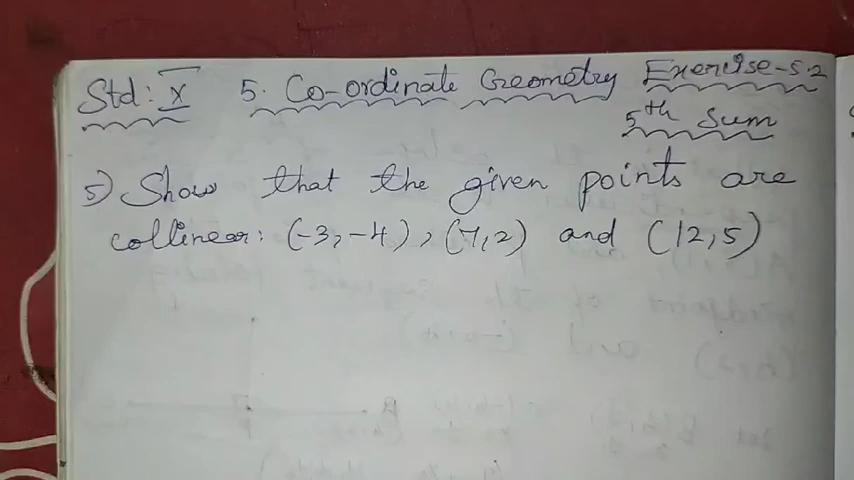 Std: X 5. Co-ordinate Geometry Exercise-5.2
5th Sum
5) Show that the given points are
collinear: (-3,-4), (7,2) and (12,5)